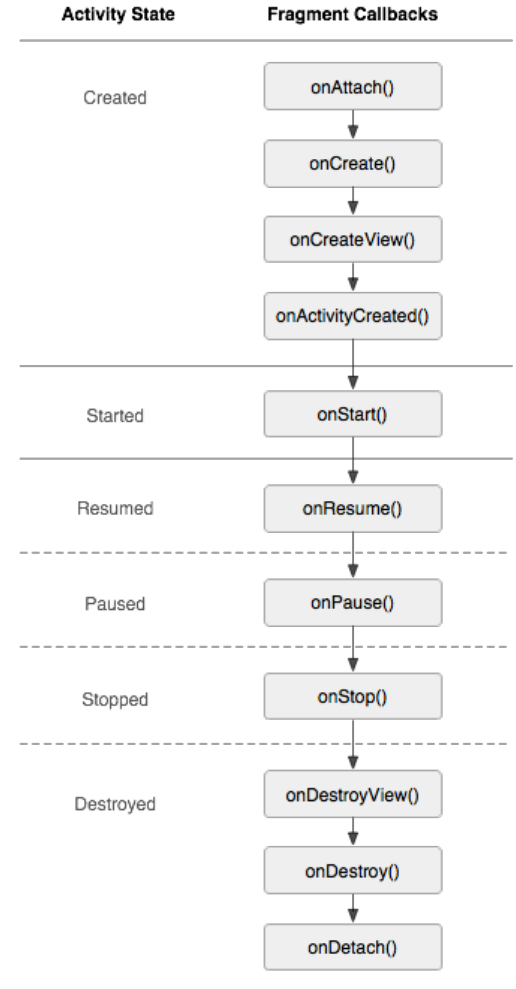 Activity State Fragment Callbacks
Created
onAttach()
onCreate()
onCreateView()
onActivityCreated()
Started
onStart()
Resumed
onResume()
Paused
onPause()
Stopped
onStop()
Destroyed
onDestroyView()
onDestroy()
onDetach()